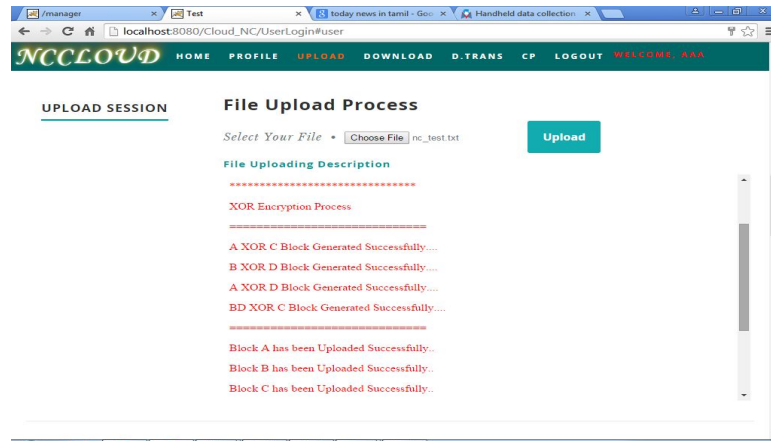 /manager × Test × today news in tamil - Goo × Handheld data collection ×
localhost:8080/Cloud_NC/UserLogin#user
NCCLOUD HOME PROFILE UPLOAD DOWNLOAD D.TRANS CP LOGOUT WELCOME, AAA
UPLOAD SESSION
File Upload Process
Select Your File • Choose File nc_test.txt Upload
File Uploading Description
*******************************
XOR Encryption Process
==============================
A XOR C Block Generated Successfully....
B XOR D Block Generated Successfully....
A XOR D Block Generated Successfully....
BD XOR C Block Generated Successfully....
==============================
Block A has been Uploaded Successfully..
Block B has been Uploaded Successfully..
Block C has been Uploaded Successfully..